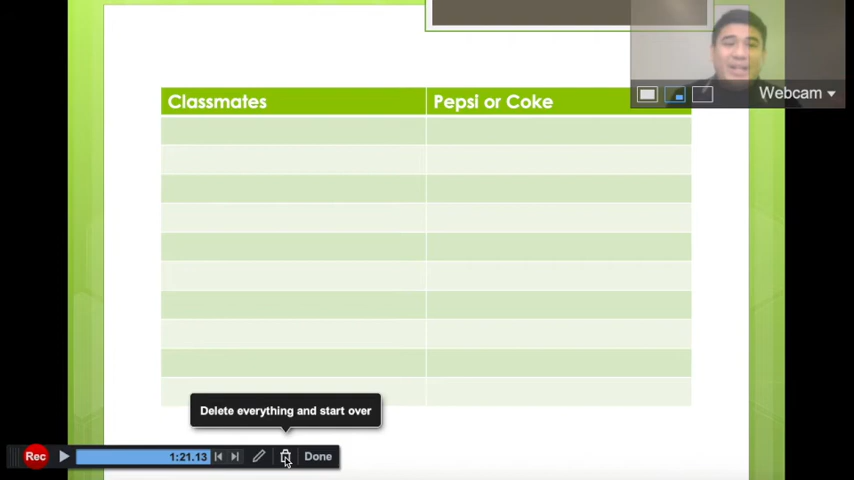 Webcam
Classmates
Pepsi or Coke
Delete everything and start over
Rec
1:21.13
Done